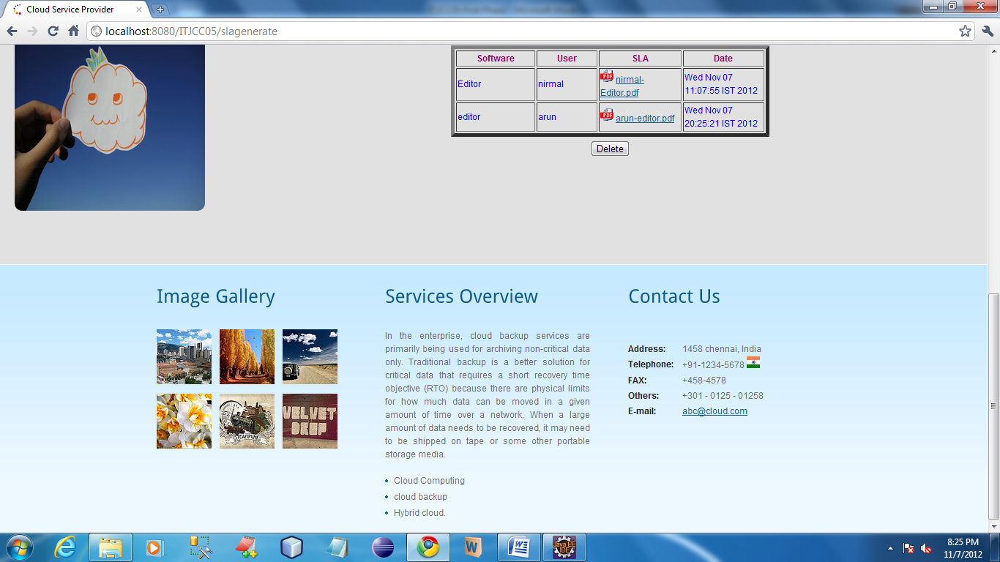 Cloud Service Provider
localhost:8080/ITJCC05/slagenerate
Software User SLA Date
Editor nirmal nirmal-Editor.pdf Wed Nov 07 11:07:55 IST 2012
editor arun arun-editor.pdf Wed Nov 07 20:25:21 IST 2012
Delete
Image Gallery
VELVET
DROP
Services Overview
In the enterprise, cloud backup services are
primarily being used for archiving non-critical data
only. Traditional backup is a better solution for
critical data that requires a short recovery time
objective (RTO) because there are physical limits
for how much data can be moved in a given
amount of time over a network. When a large
amount of data needs to be recovered, it may need
to be shipped on tape or some other portable
storage media.
Cloud Computing
cloud backup
Hybrid cloud.
Contact Us
Address: 1458 chennai, India
Telephone: +91-1234-5678
FAX: +458-4578
Others: +301 - 0125 - 01258
E-mail: abc@cloud.com
Java EE
IDE
8:25 PM
11/7/2012